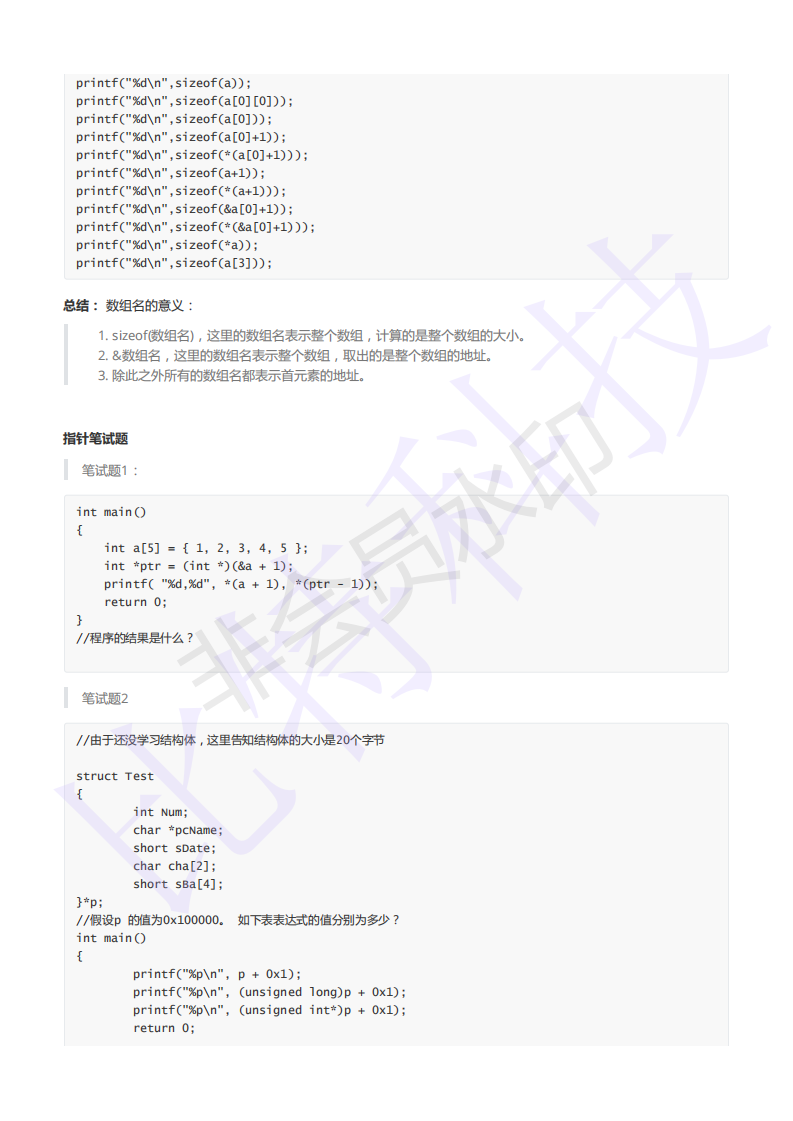 printf("%d\n",sizeof(a));
printf("%d\n",sizeof(a[0][0]));
printf("%d\n",sizeof(a[0]));
printf("%d\n",sizeof(a[0]+1));
printf("%d\n",sizeof(*(a[0]+1)));
printf("%d\n",sizeof(a+1));
printf("%d\n",sizeof(*(a+1)));
printf("%d\n",sizeof(&a[0]+1));
printf("%d\n",sizeof(*(&a[0]+1)));
printf("%d\n",sizeof(*a));
printf("%d\n",sizeof(a[3]));
总结： 数组名的意义：
1. sizeof(数组名)，这里的数组名表示整个数组，计算的是整个数组的大小。
2. &数组名，这里的数组名表示整个数组，取出的是整个数组的地址。
3. 除此之外所有的数组名都表示首元素的地址。
指针笔试题
笔试题1：
int main()
{
    int a[5] = { 1, 2, 3, 4, 5 };
    int *ptr = (int *)(&a + 1);
    printf( "%d,%d", *(a + 1), *(ptr - 1));
    return 0;
}
//程序的结果是什么？
笔试题2
//由于还没学习结构体，这里告知结构体的大小是20个字节
struct Test
{
        int Num;
        char *pcName;
        short sDate;
        char cha[2];
        short sBa[4];
}*p;
//假设p 的值为0x100000。 如下表表达式的值分别为多少？
int main()
{
        printf("%p\n", p + 0x1);
        printf("%p\n", (unsigned long)p + 0x1);
        printf("%p\n", (unsigned int*)p + 0x1);
        return 0;
比特科技
非会员水印